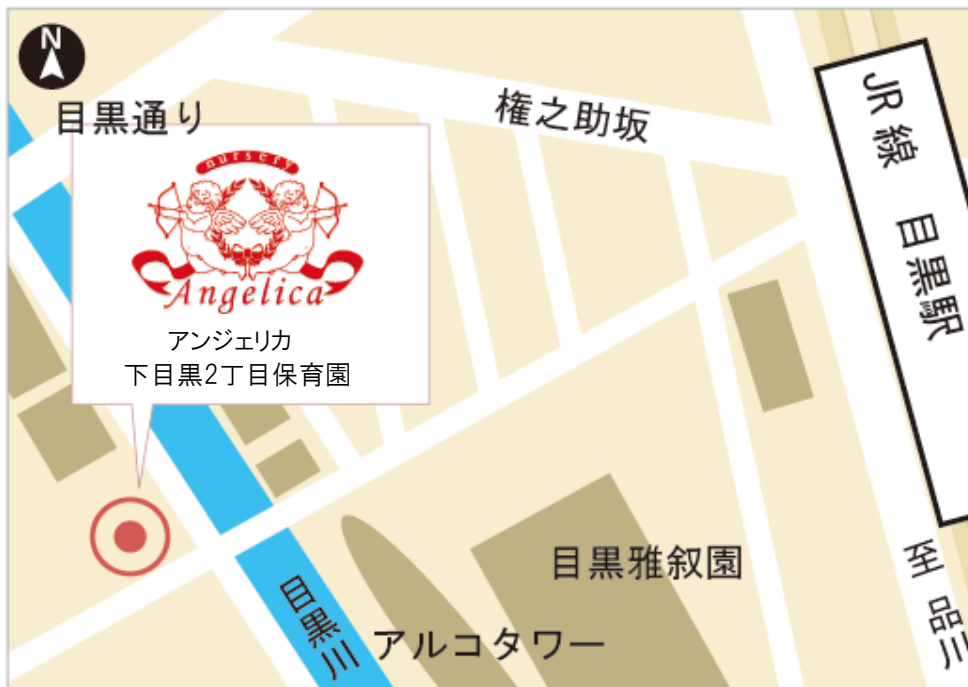 N
目黒通り
権之助坂
JR線 目黒駅
nursery
Angelica
アンジェリカ
下目黒2丁目保育園
目黒雅叙園
アルコタワー
目黒川
至 品川